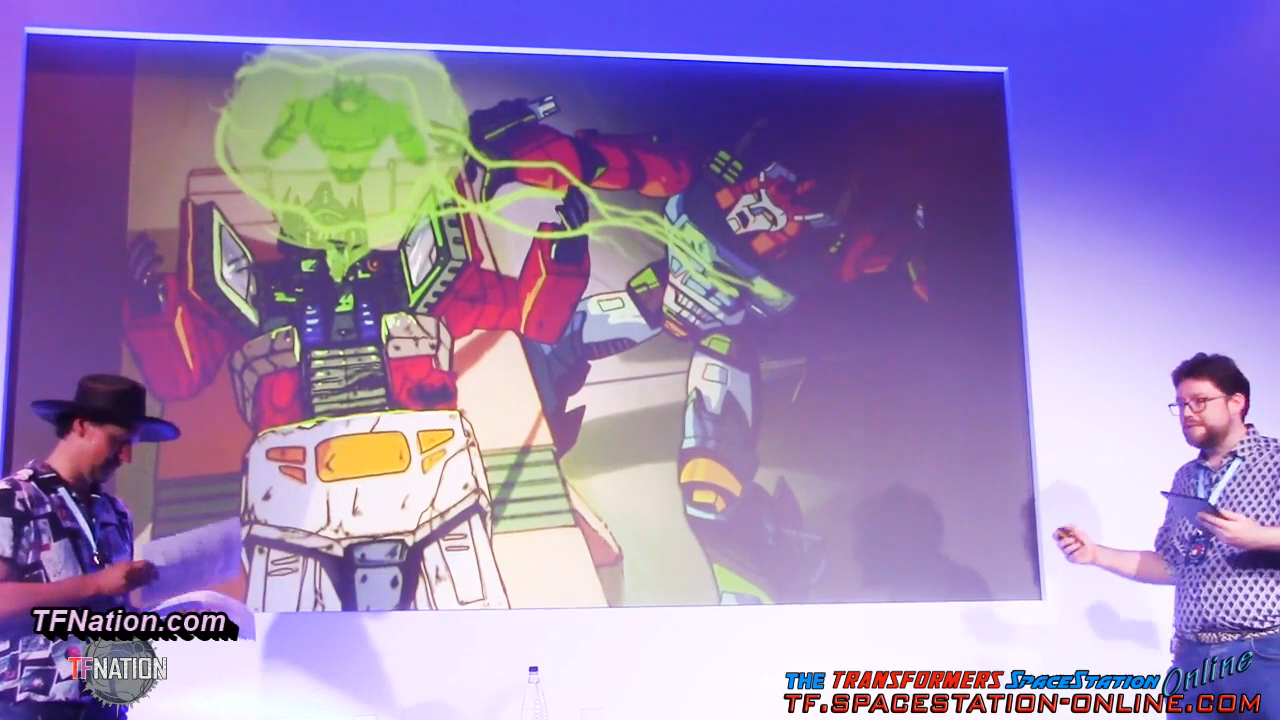 TFNation.com
TFNATION
THE TRANSFORMERS SPACESTATION Online
TF.SPACESTATION-ONLINE.COM